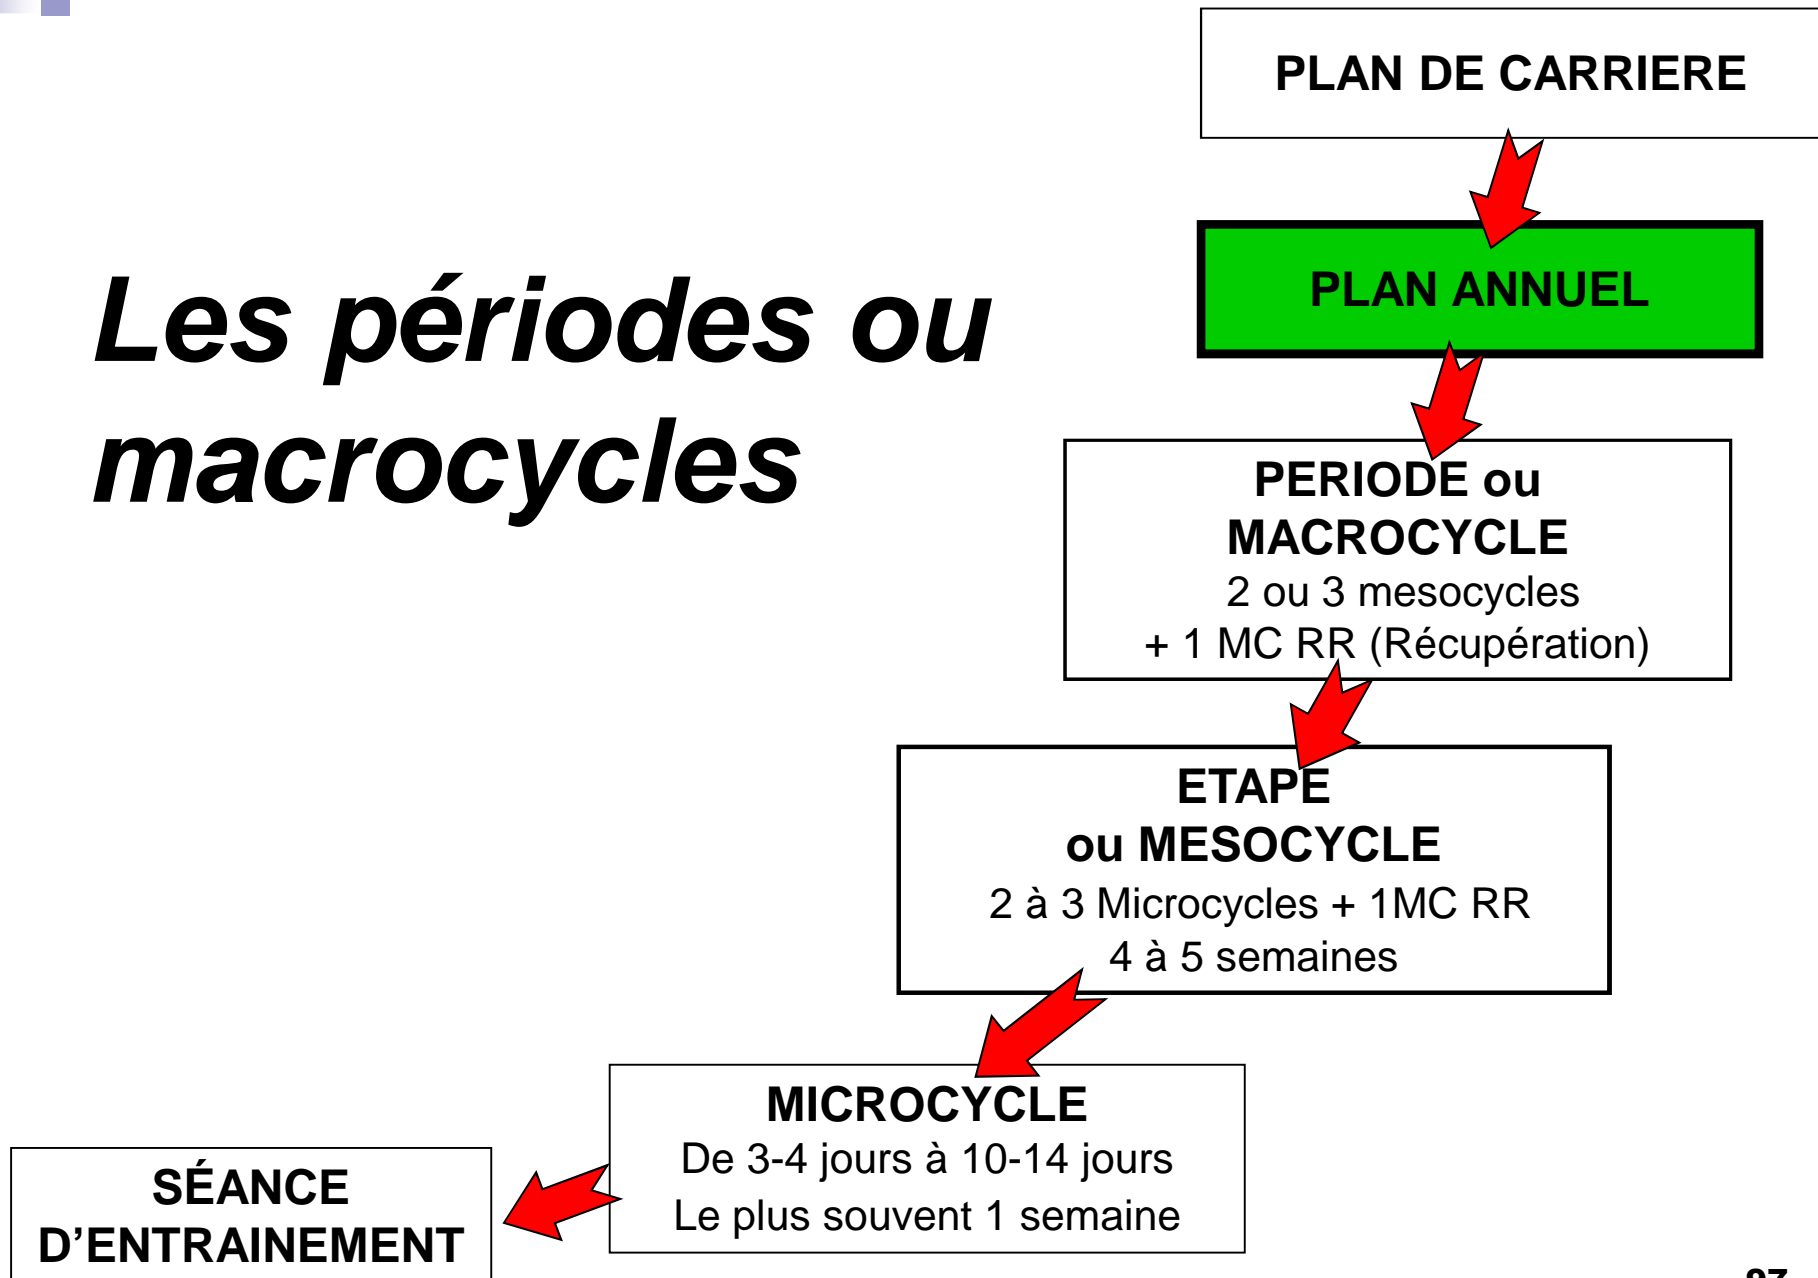 PLAN DE CARRIERE
PLAN ANNUEL
Les périodes ou
macrocycles
PERIODE ou
MACROCYCLE
2 ou 3 mesocycles
+ 1 MC RR (Récupération)
ETAPE
ou MESOCYCLE
2 à 3 Microcycles + 1MC RR
4 à 5 semaines
MICROCYCLE
De 3-4 jours à 10-14 jours
Le plus souvent 1 semaine
SÉANCE
D’ENTRAINEMENT